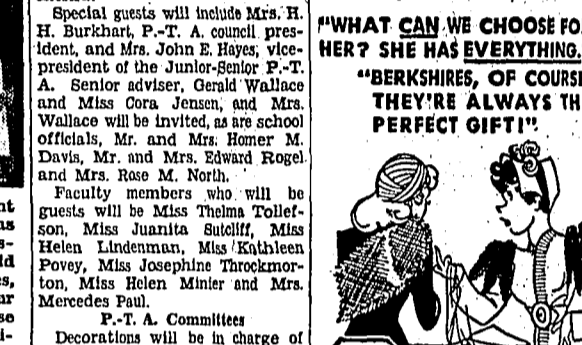 Special guests will include Mrs. H.
H. Burkhart, P.-T. A. council pres-
ident, and Mrs. John E. Hayes, vice-
president of the Junior-Senior P.-T.
A. Senior adviser, Gerald Wallace
and Miss Cora Jensen, and Mrs.
Wallace will be invited, as are school
officials, Mr. and Mrs. Homer M.
Davis, Mr. and Mrs. Edward Rogel
and Mrs. Rose M. North.
Faculty members who will be
guests will be Miss Thelma Tollef-
son, Miss Juanita Sutcliff, Miss
Helen Lindenman, Miss Kathleen
Povey, Miss Josephine Throckmor-
ton, Miss Helen Minier and Mrs.
Mercedes Paul.
P.-T. A. Committees
Decorations will be in charge of
"WHAT CAN WE CHOOSE FO
HER? SHE HAS EVERYTHING.
"BERKSHIRES, OF COURS
THEY'RE ALWAYS TH
PERFECT GIFT!"